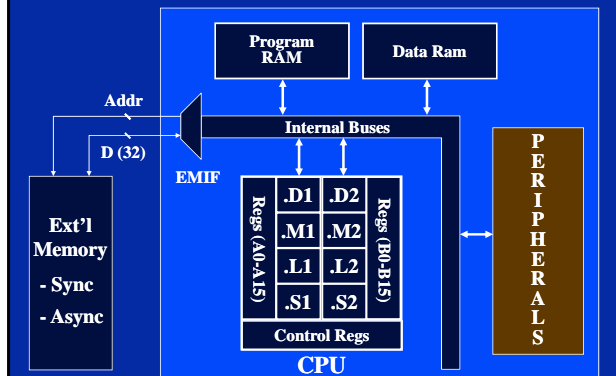 Program
RAM
Data Ram
Addr
Internal Buses
D (32)
EMIF
Ext'l
Memory
- Sync
- Async
Regs (A0-A15)
.D1
.D2
.M1
.M2
.L1
.L2
.S1
.S2
Regs (B0-B15)
Control Regs
CPU
PERIPHERALS